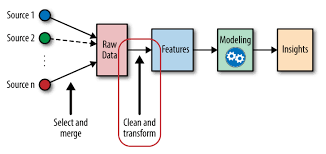 Source 1
Source 2
Source n
Raw
Data
Features
Modeling
Insights
Select and
merge
Clean and
transform